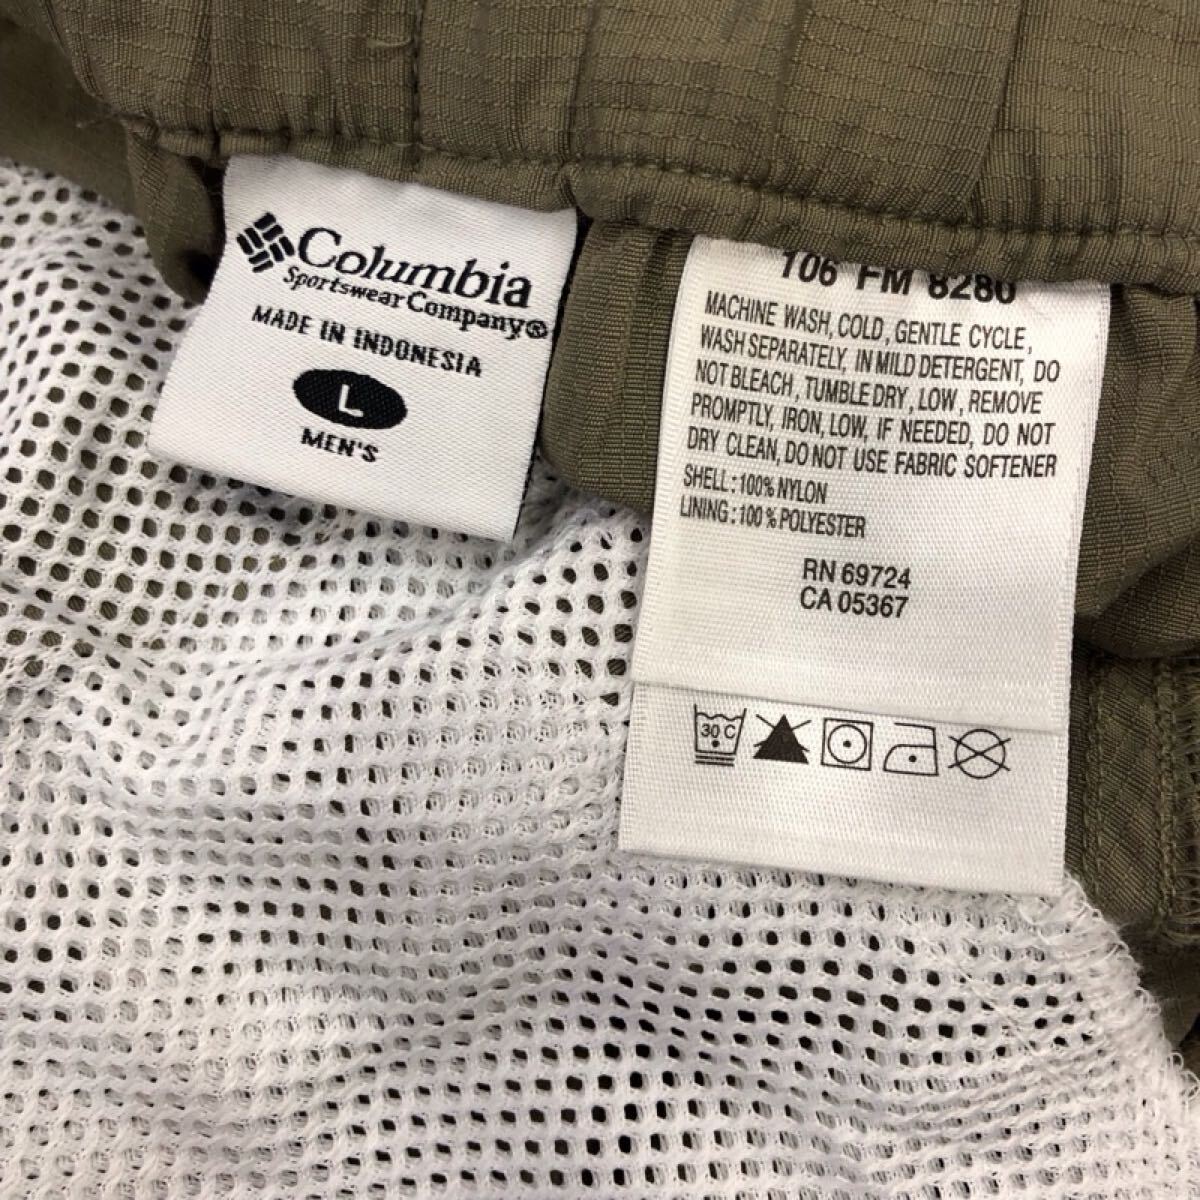 Columbia
Sportswear Company®
MADE IN INDONESIA
L
MEN'S
106 FM 8280
MACHINE WASH, COLD, GENTLE CYCLE,
WASH SEPARATELY, IN MILD DETERGENT, DO
NOT BLEACH, TUMBLE DRY, LOW, REMOVE
PROMPTLY, IRON, LOW, IF NEEDED, DO NOT
DRY CLEAN, DO NOT USE FABRIC SOFTENER
SHELL: 100% NYLON
LINING: 100% POLYESTER
RN 69724
CA 05367
30 C